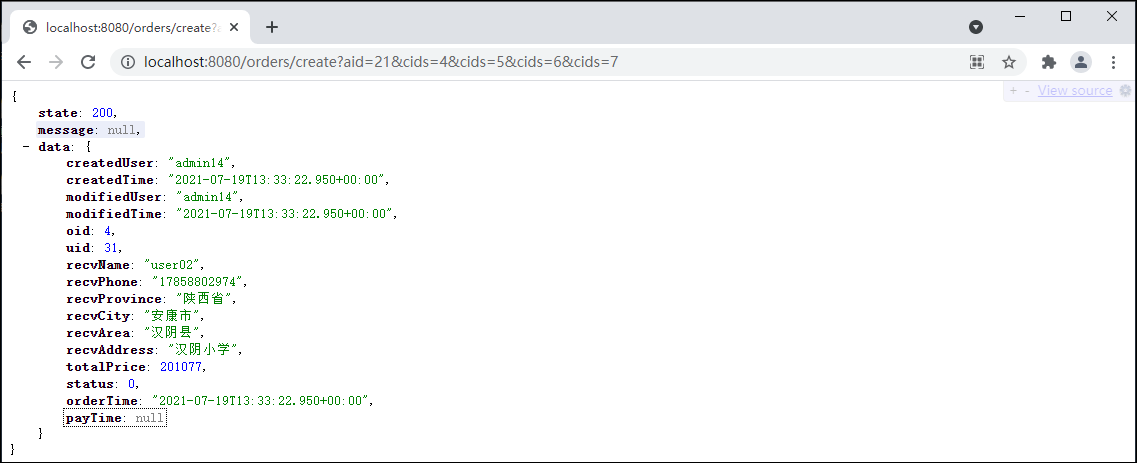 localhost:8080/orders/create?a
localhost:8080/orders/create?aid=21&cids=4&cids=5&cids=6&cids=7
+ - View source
{
state: 200,
message: null,
- data: {
createdUser: "admin14",
createdTime: "2021-07-19T13:33:22.950+00:00",
modifiedUser: "admin14",
modifiedTime: "2021-07-19T13:33:22.950+00:00",
oid: 4,
uid: 31,
recvName: "user02",
recvPhone: "17858802974",
recvProvince: "陕西省",
recvCity: "安康市",
recvArea: "汉阴县",
recvAddress: "汉阴小学",
totalPrice: 201077,
status: 0,
orderTime: "2021-07-19T13:33:22.950+00:00",
payTime: null
}
}